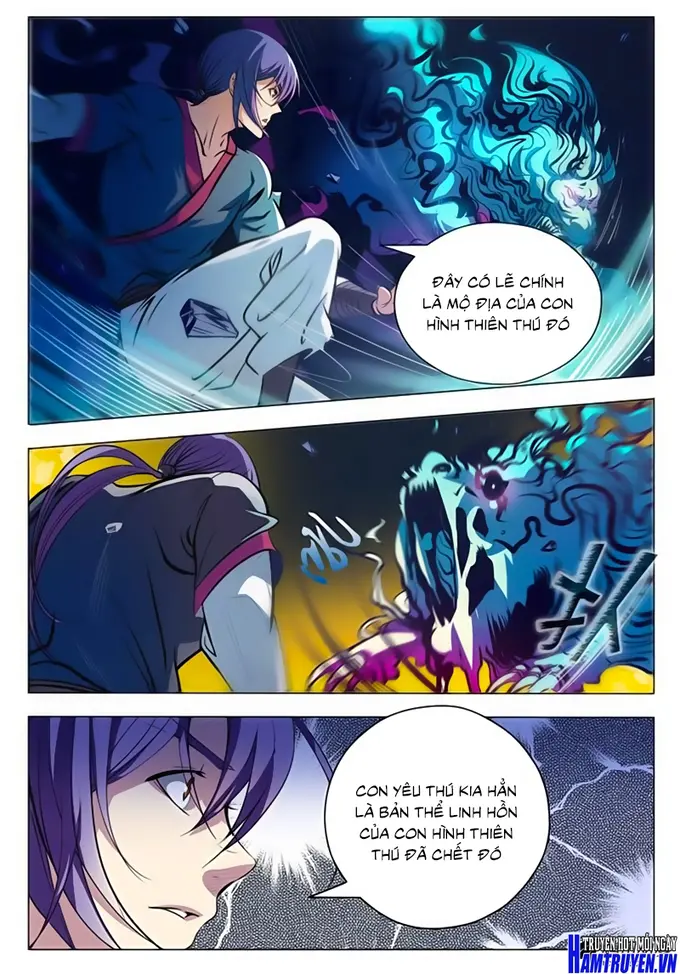 ĐÂY CÓ LẼ CHÍNH
LÀ MỘ ĐỊA CỦA CON
HÌNH THIÊN THÚ ĐÓ
CON YÊU THÚ KIA HẲN
LÀ BẢN THỂ LINH HỒN
CỦA CON HÌNH THIÊN
THÚ ĐÃ CHẾT ĐÓ
TRUYỆN HOT MỖI NGÀY
HAMTRUYEN.VN